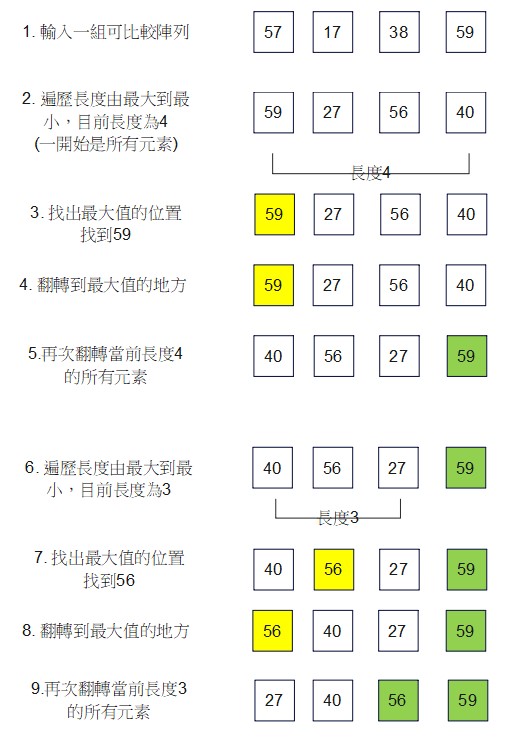 1. 輸入一組可比較陣列
57 17 38 59
2. 遍歷長度由最大到最
小，目前長度為4
(一開始是所有元素)
59 27 56 40
長度4
3. 找出最大值的位置
找到59
59 27 56 40
4. 翻轉到最大值的地方
59 27 56 40
5.再次翻轉當前長度4
的所有元素
40 56 27 59
6. 遍歷長度由最大到最
小，目前長度為3
40 56 27 59
長度3
7. 找出最大值的位置
找到56
40 56 27 59
8. 翻轉到最大值的地方
56 40 27 59
9.再次翻轉當前長度3
的所有元素
27 40 56 59